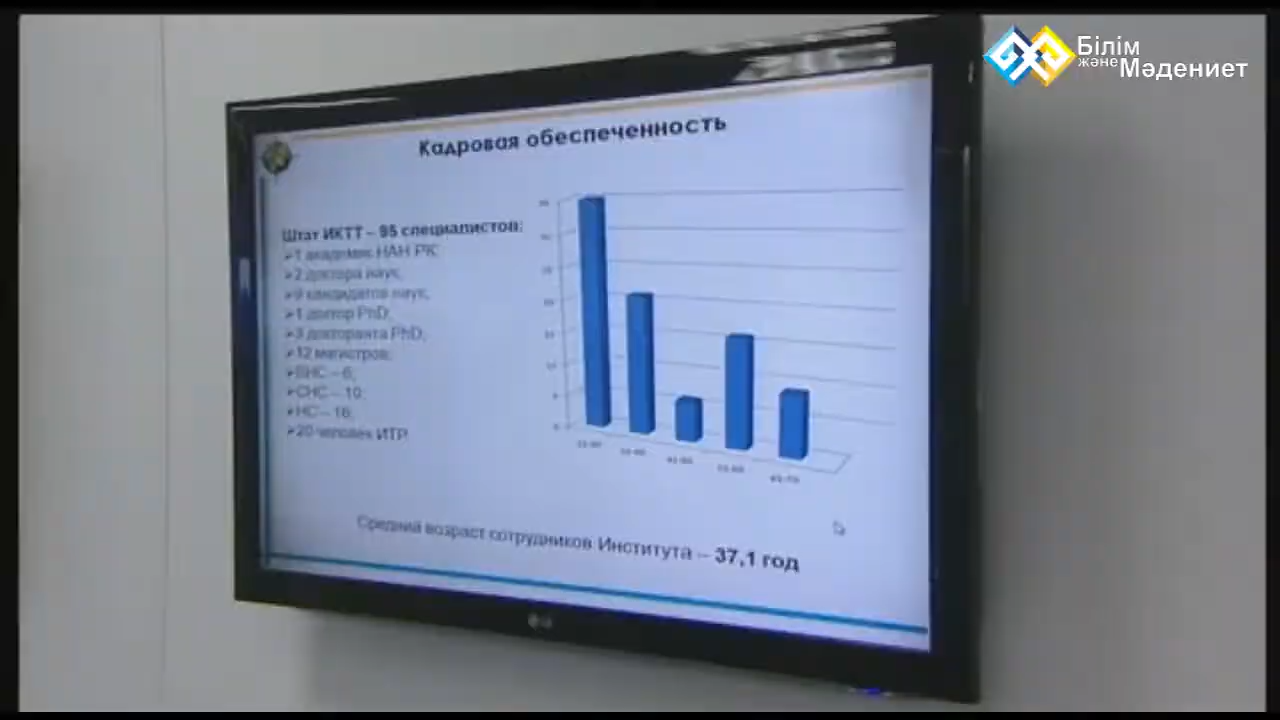 Білім
және Мәдениет
Кадровая обеспеченность
Штат ИКТТ – 95 специалистов:
➢1 академик НАН РК;
➢2 доктора наук;
➢9 кандидатов наук;
➢1 доктор PhD;
➢3 докторанта PhD;
➢12 магистров;
➢ВНС – 6;
➢СНС – 10;
➢НС – 16;
➢20 человек ИТР
61-70
Средний возраст сотрудников Института – 37,1 год
LG